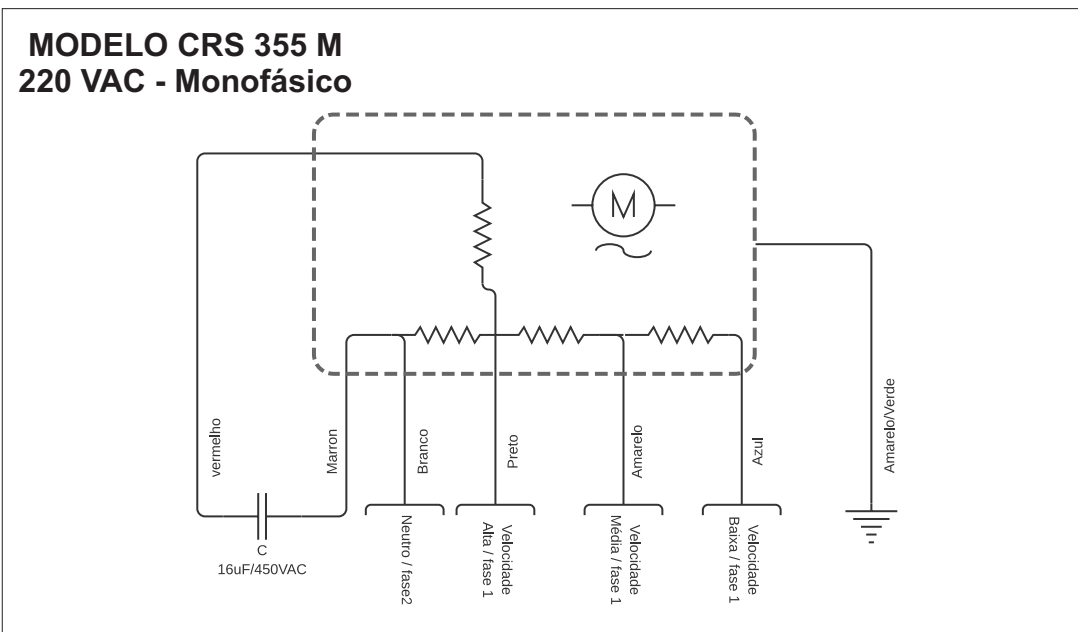 MODELO CRS 355 M
220 VAC - Monofásico
M
vermelho
Marron
Branco
Preto
Amarelo
Azul
Amarelo/Verde
C
16uF/450VAC
Neutro / fase2
Velocidade
Alta / fase 1
Velocidade
Média / fase 1
Velocidade
Baixa / fase 1